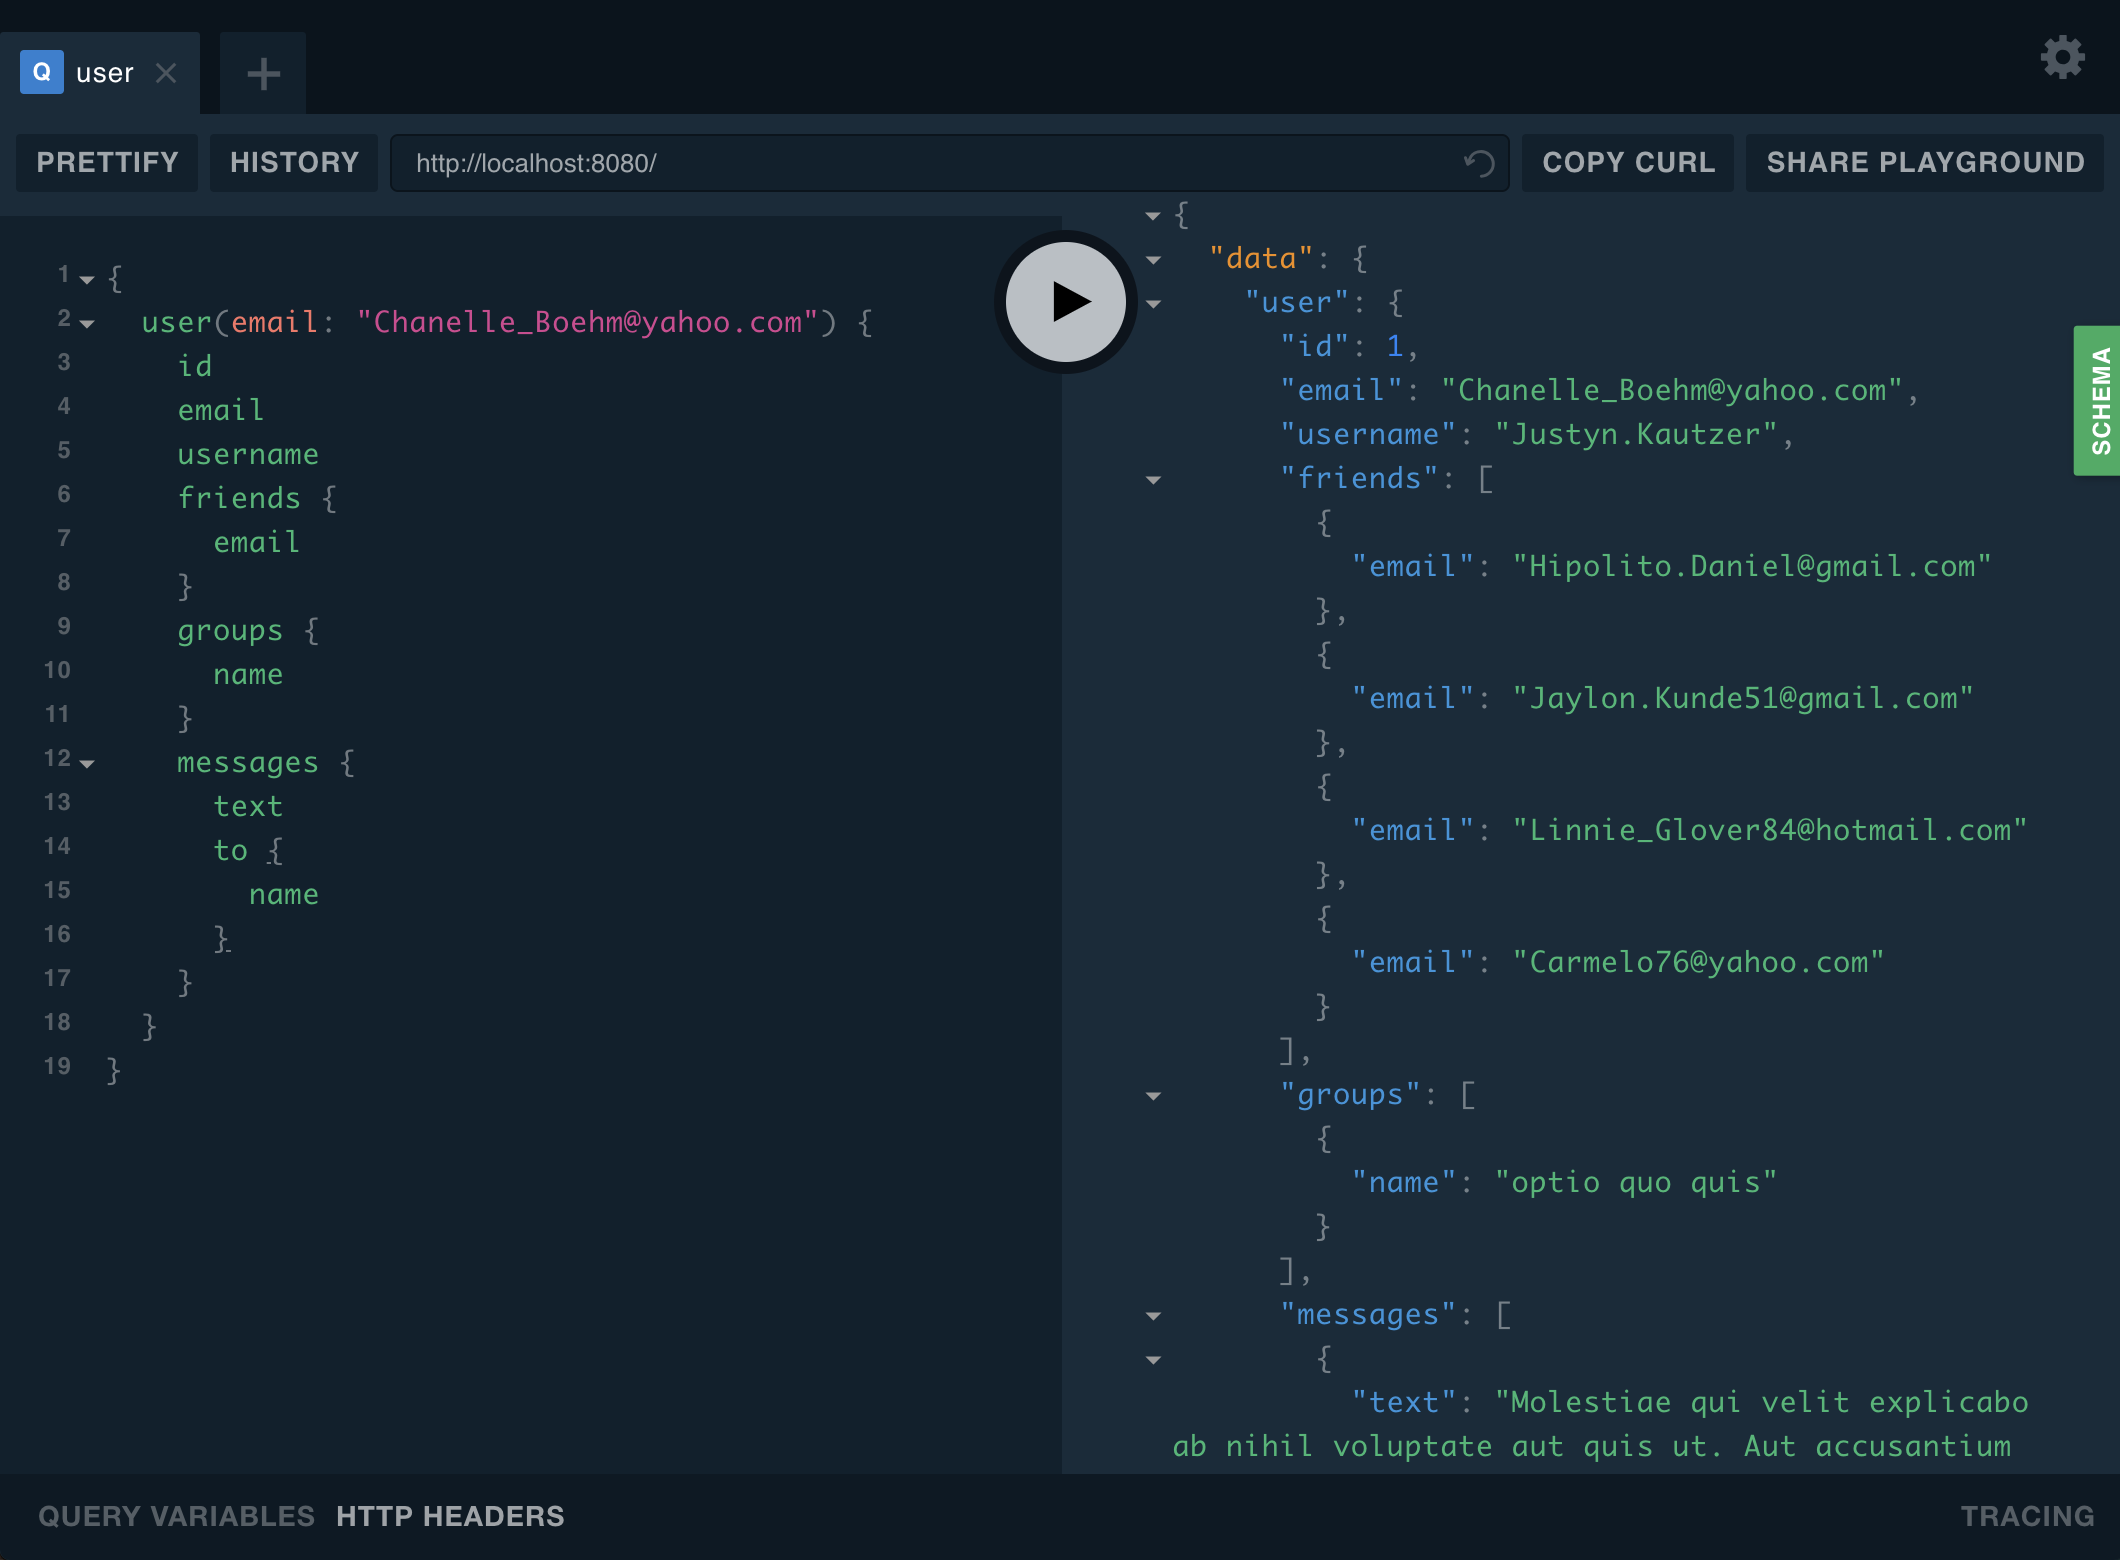 Q user
PRETTIFY HISTORY http://localhost:8080/ COPY CURL SHARE PLAYGROUND
1 {
2 user(email: "Chanelle_Boehm@yahoo.com") {
3 id
4 email
5 username
6 friends {
7 email
8 }
9 groups {
10 name
11 }
12 messages {
13 text
14 to {
15 name
16 }
17 }
18 }
19 }
{
"data": {
"user": {
"id": 1,
"email": "Chanelle_Boehm@yahoo.com",
"username": "Justyn.Kautzer",
"friends": [
{
"email": "Hipolito.Daniel@gmail.com"
},
{
"email": "Jaylon.Kunde51@gmail.com"
},
{
"email": "Linnie_Glover84@hotmail.com"
},
{
"email": "Carmelo76@yahoo.com"
}
],
"groups": [
{
"name": "optio quo quis"
}
],
"messages": [
{
"text": "Molestiae qui velit explicabo
ab nihil voluptate aut quis ut. Aut accusantium
SCHEMA
QUERY VARIABLES HTTP HEADERS TRACING